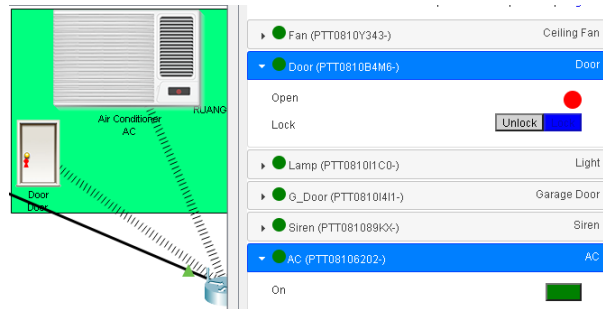 Air Conditioner
AC
RUANG
Door
Door
Fan (PTT0810Y343-)
Ceiling Fan
Door (PTT0810B4M6-)
Door
Open
Lock
Unlock
Lamp (PTT0810I1C0-)
Light
G_Door (PTT0810I4I1-)
Garage Door
Siren (PTT081089KX-)
Siren
AC (PTT08106202-)
AC
On